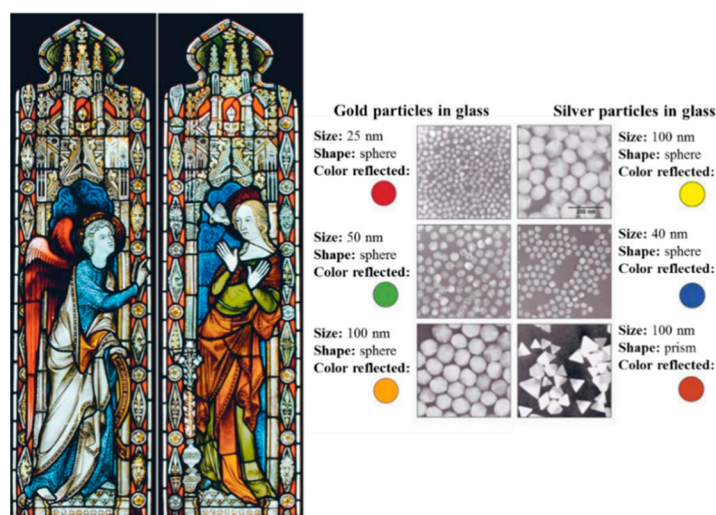 Gold particles in glass
Size: 25 nm
Shape: sphere
Color reflected:
50 nm
Shape: sphere
Color reflected:
Size: 100 nm
Shape: sphere
Color reflected:
Silver particles in glass
Size: 100 nm
Shape: sphere
Color reflected:
200 nm
Size: 40 nm
Shape: sphere
Color reflected:
Size: 100 nm
Shape: prism
Color reflected: